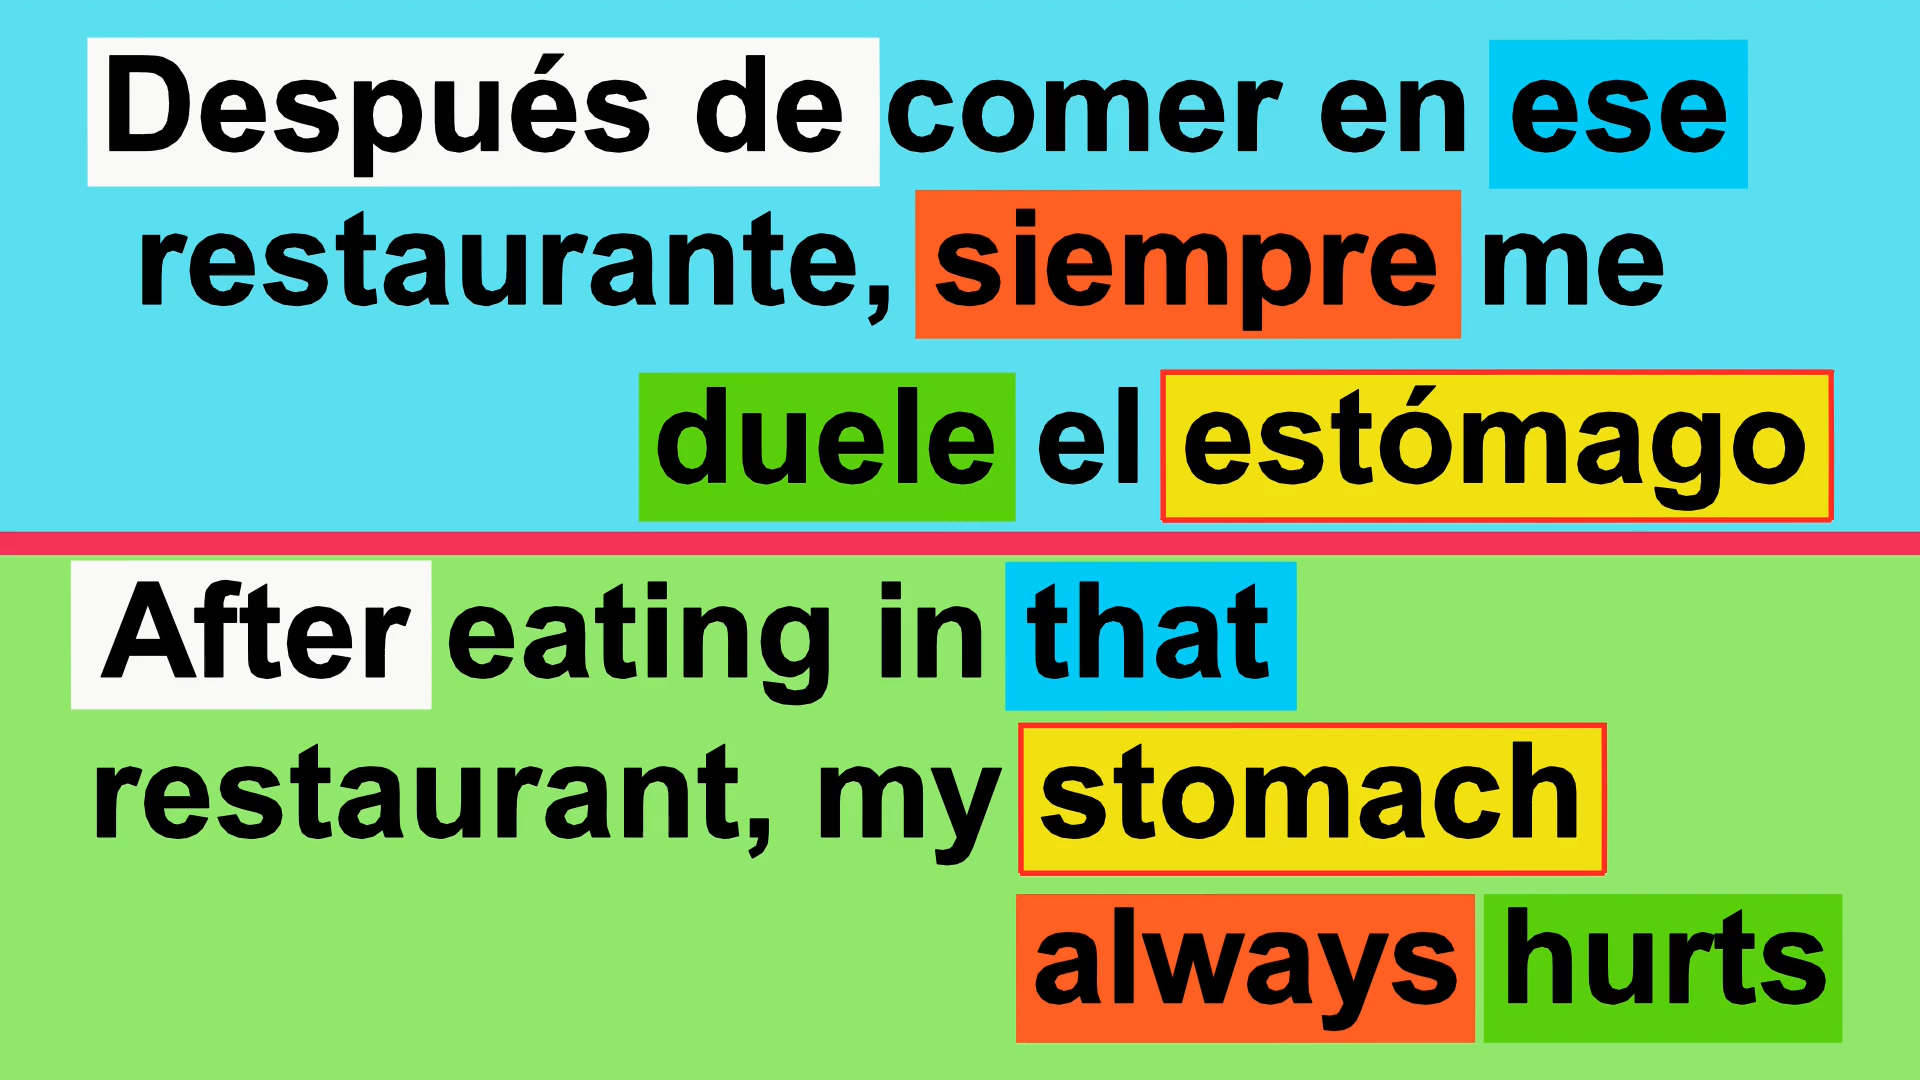 Después de comer en ese
restaurante, siempre me
duele el estómago
After eating in that
restaurant, my stomach
always hurts